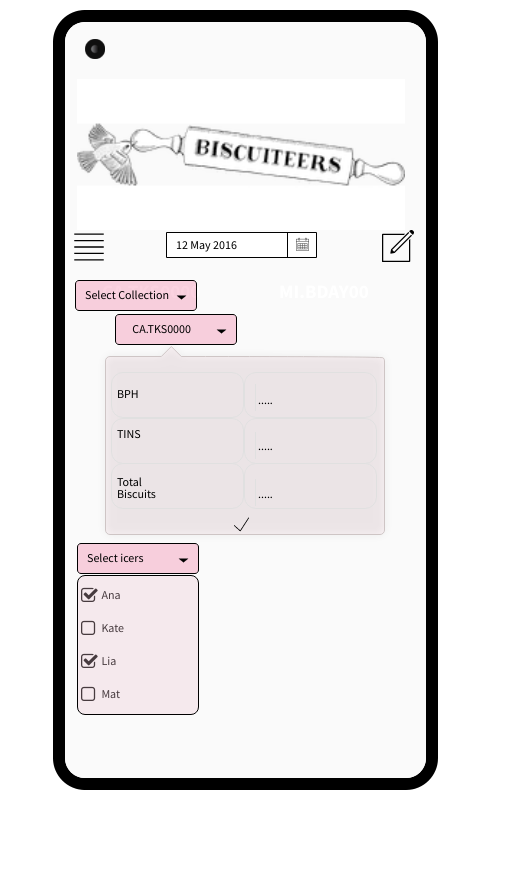 BISCUITEERS
12 May 2016
MI.BDAY00
Select Collection
CA.TKS0000
BPH
.....
TINS
.....
Total
Biscuits
.....
Select icers
Ana
Kate
Lia
Mat